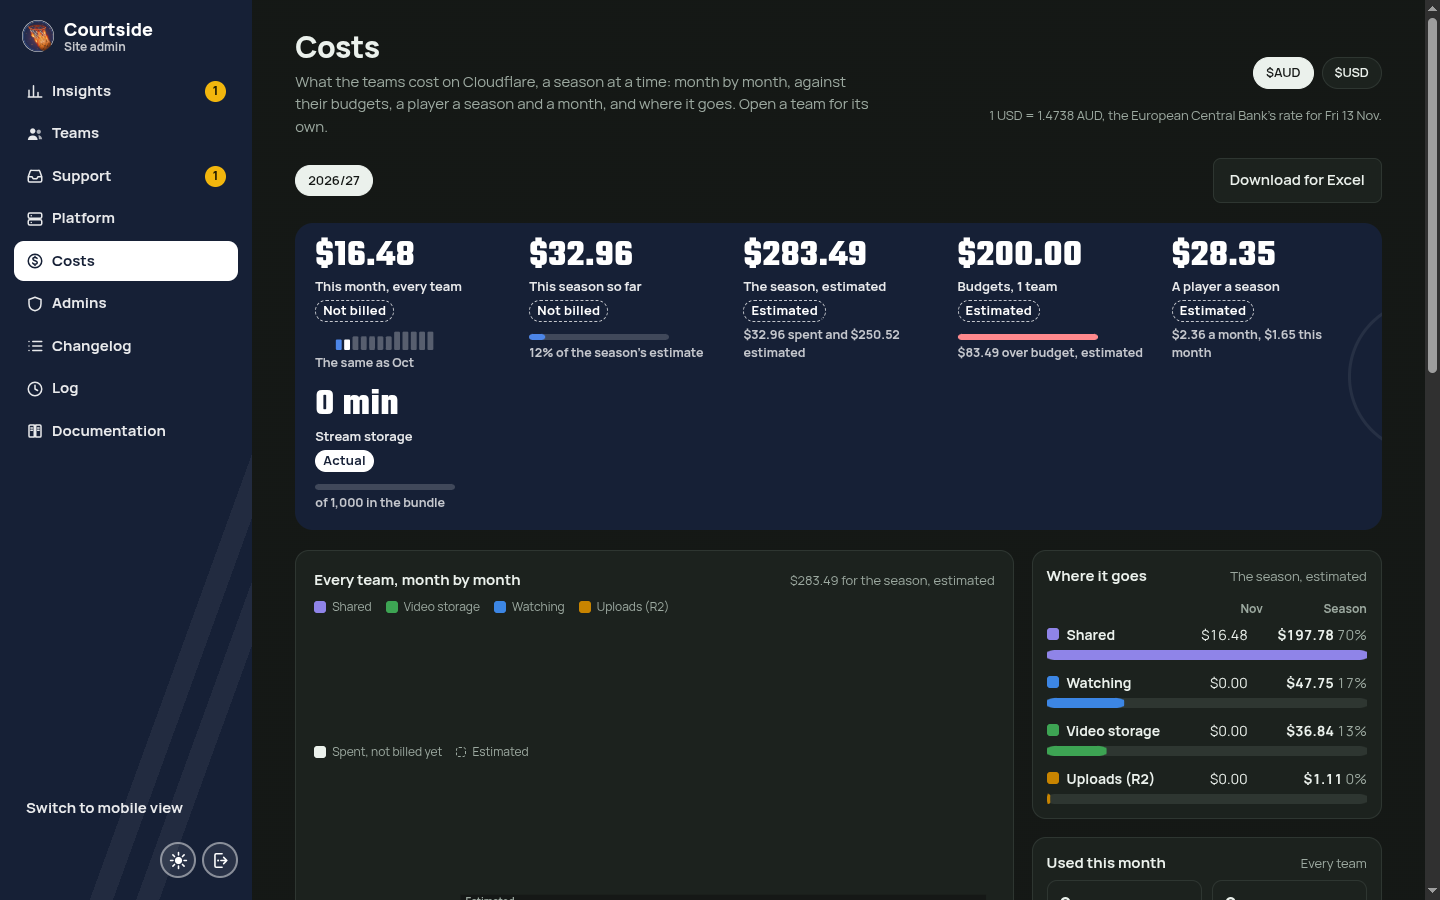 Courtside
Site admin
Insights
1
Teams
Support
1
Platform
Costs
Admins
Changelog
Log
Documentation
Switch to mobile view
Costs
What the teams cost on Cloudflare, a season at a time: month by month, against
their budgets, a player a season and a month, and where it goes. Open a team for its
own.
$AUD
$USD
1 USD = 1.4738 AUD, the European Central Bank's rate for Fri 13 Nov.
2026/27
Download for Excel
$16.48
This month, every team
Not billed
The same as Oct
$32.96
This season so far
Not billed
12% of the season's estimate
$283.49
The season, estimated
Estimated
$32.96 spent and $250.52
estimated
$200.00
Budgets, 1 team
Estimated
$83.49 over budget, estimated
$28.35
A player a season
Estimated
$2.36 a month, $1.65 this
month
0 min
Stream storage
Actual
of 1,000 in the bundle
Every team, month by month
$283.49 for the season, estimated
Shared
Video storage
Watching
Uploads (R2)
Spent, not billed yet
Estimated
Where it goes
The season, estimated
Nov
Season
Shared
$16.48
$197.78 70%
Watching
$0.00
$47.75 17%
Video storage
$0.00
$36.84 13%
Uploads (R2)
$0.00
$1.11 0%
Used this month
Every team